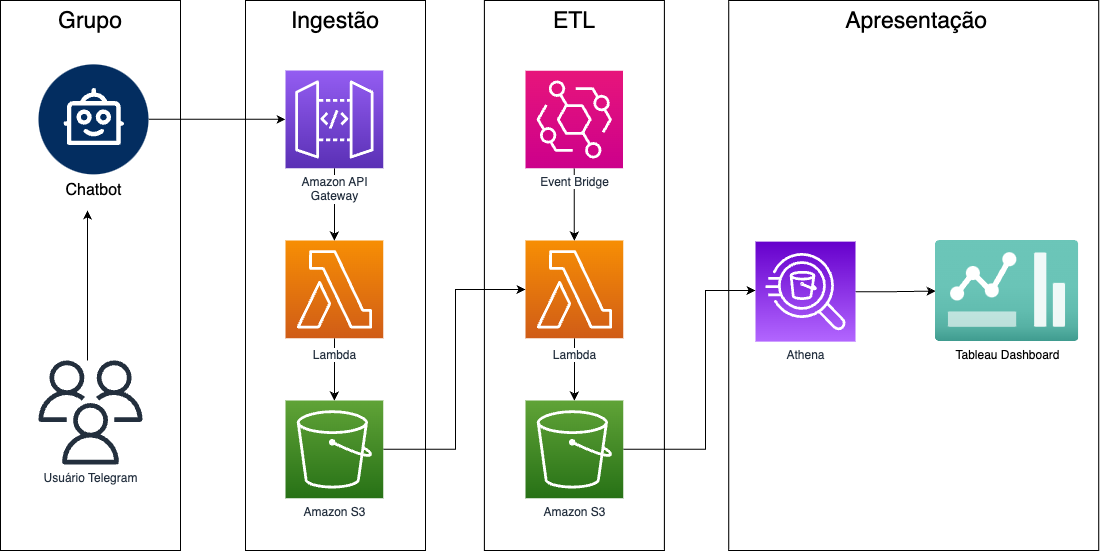 Grupo
Chatbot
Usuário Telegram
Ingestão
</>
Amazon API
Gateway
Lambda
Amazon S3
ETL
Event Bridge
Lambda
Amazon S3
Apresentação
Athena
Tableau Dashboard